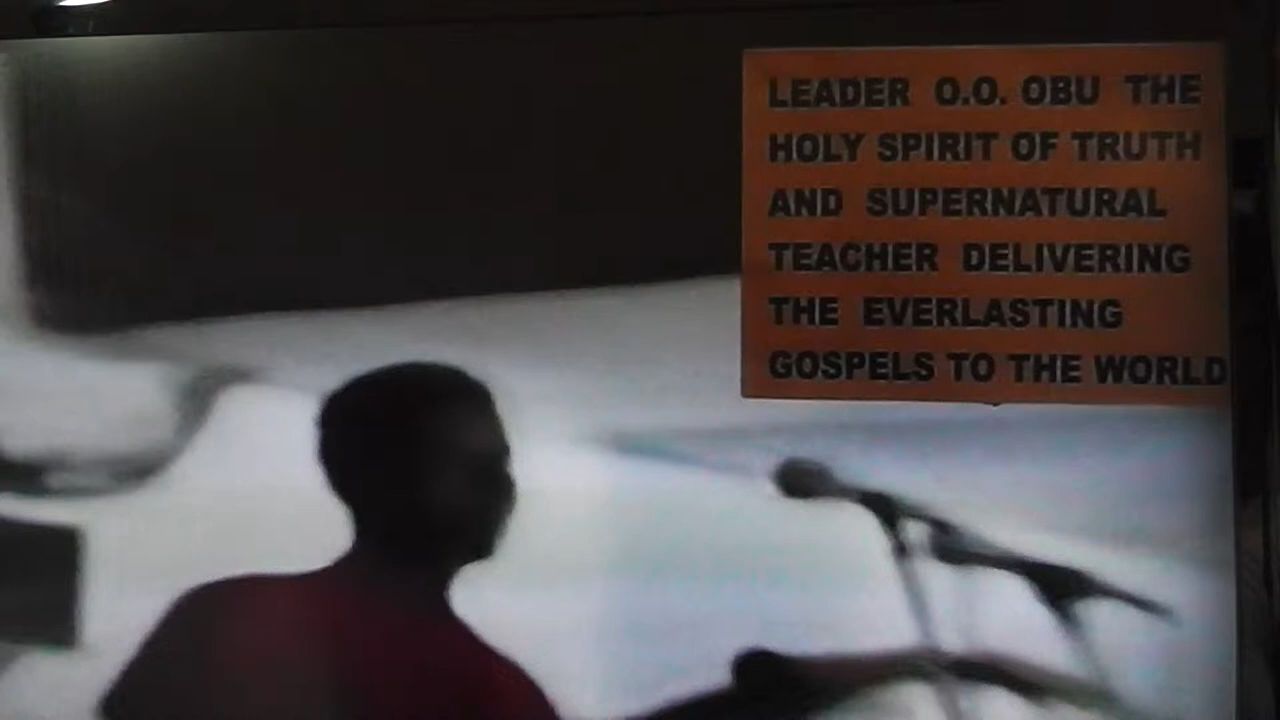 LEADER O.O. OBU THE
HOLY SPIRIT OF TRUTH
AND SUPERNATURAL
TEACHER DELIVERING
THE EVERLASTING
GOSPELS TO THE WORLD